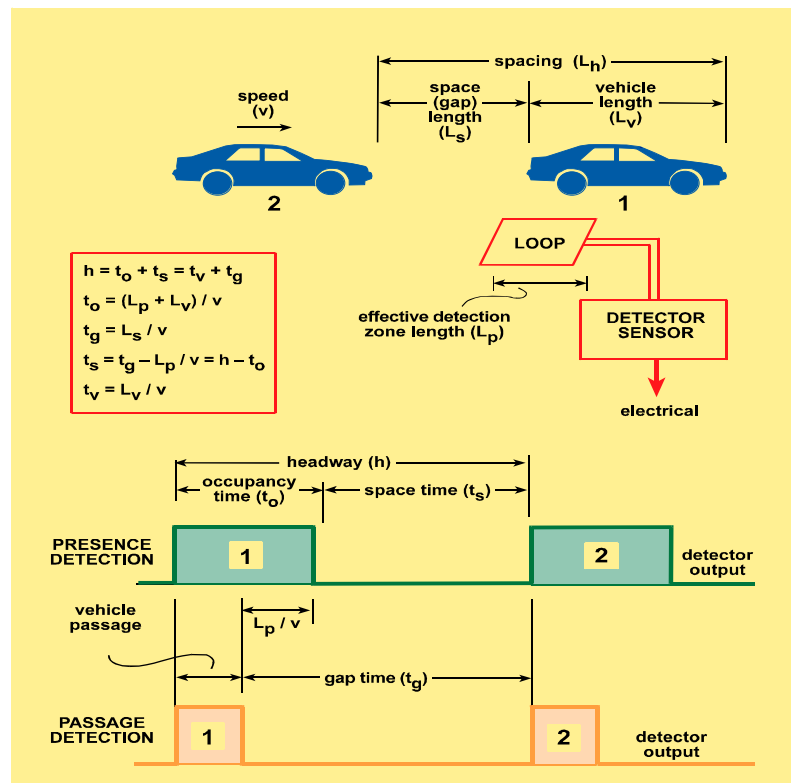 spacing (Lh)
speed
(v)
space
(gap)
length
(Ls)
vehicle
length
(Lv)
2
1
LOOP
h = to + ts = tv + tg
to = (Lp + Lv) / v
tg = Ls / v
ts = tg – Lp / v = h – to
tv = Lv / v
effective detection
zone length (Lp)
DETECTOR
SENSOR
electrical
headway (h)
occupancy
time (to)
space time (ts)
PRESENCE
DETECTION
1
2
detector
output
vehicle
passage
Lp / v
gap time (tg)
PASSAGE
DETECTION
1
2
detector
output